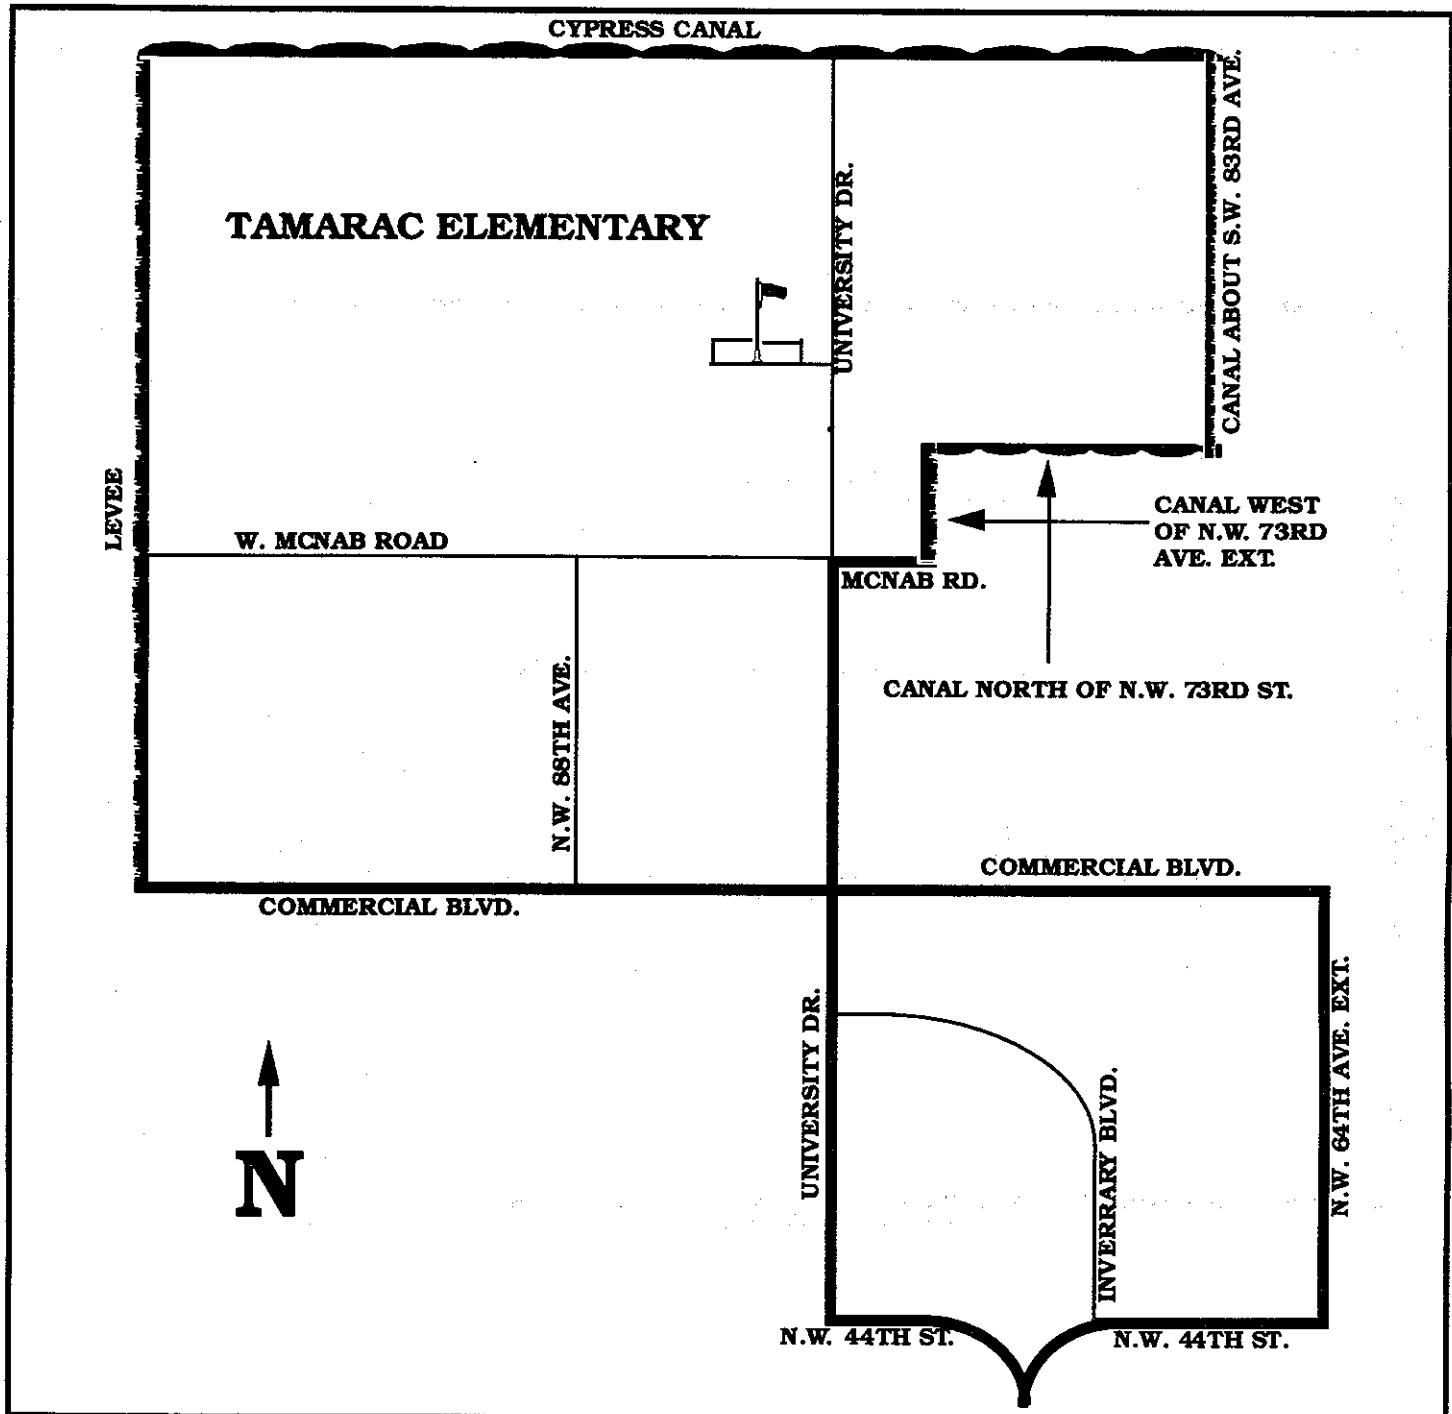 CYPRESS CANAL
CANAL ABOUT S.W. 83RD AVE.
TAMARAC ELEMENTARY
UNIVERSITY DR.
LEVEE
W. MCNAB ROAD
CANAL WEST
OF N.W. 73RD
AVE. EXT.
MCNAB RD.
N.W. 88TH AVE.
CANAL NORTH OF N.W. 73RD ST.
COMMERCIAL BLVD.
COMMERCIAL BLVD.
UNIVERSITY DR.
N.W. 64TH AVE. EXT.
INVERRARY BLVD.
N
N.W. 44TH ST.
N.W. 44TH ST.